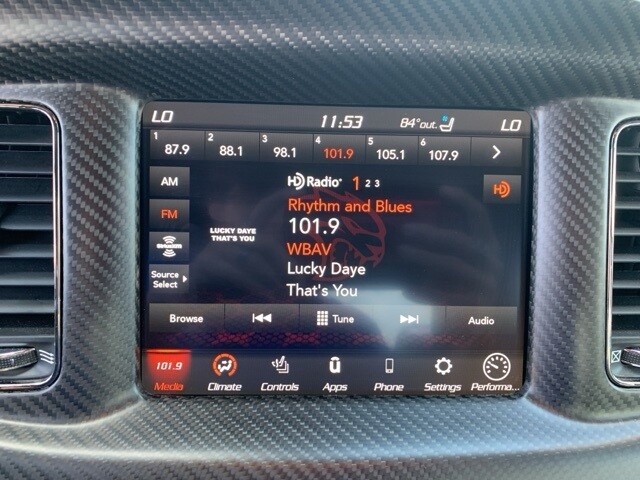 LO 11:53 84°out. LO
1 87.9 2 88.1 3 98.1 4 101.9 5 105.1 6 107.9
AM
HD Radio® 1 2 3
HD
Rhythm and Blues
FM
101.9
LUCKY DAYE
THAT'S YOU
WBAV
SiriusXM
Lucky Daye
Source
Select
That's You
Browse Tune Audio
101.9
Media Climate Controls Apps Phone Settings Performa...